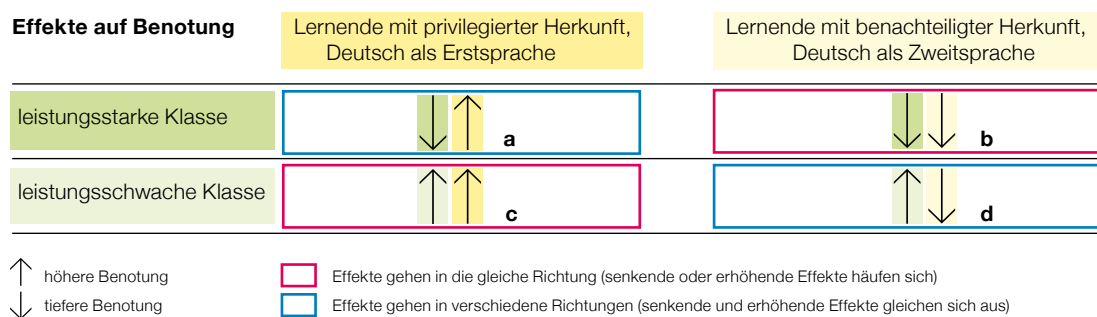 Effekte auf Benotung
Lernende mit privilegierter Herkunft,
Deutsch als Erstsprache
Lernende mit benachteiligter Herkunft,
Deutsch als Zweitsprache
leistungsstarke Klasse
a
b
leistungsschwache Klasse
c
d
höhere Benotung
Effekte gehen in die gleiche Richtung (senkende oder erhöhende Effekte häufen sich)
tiefere Benotung
Effekte gehen in verschiedene Richtungen (senkende und erhöhende Effekte gleichen sich aus)